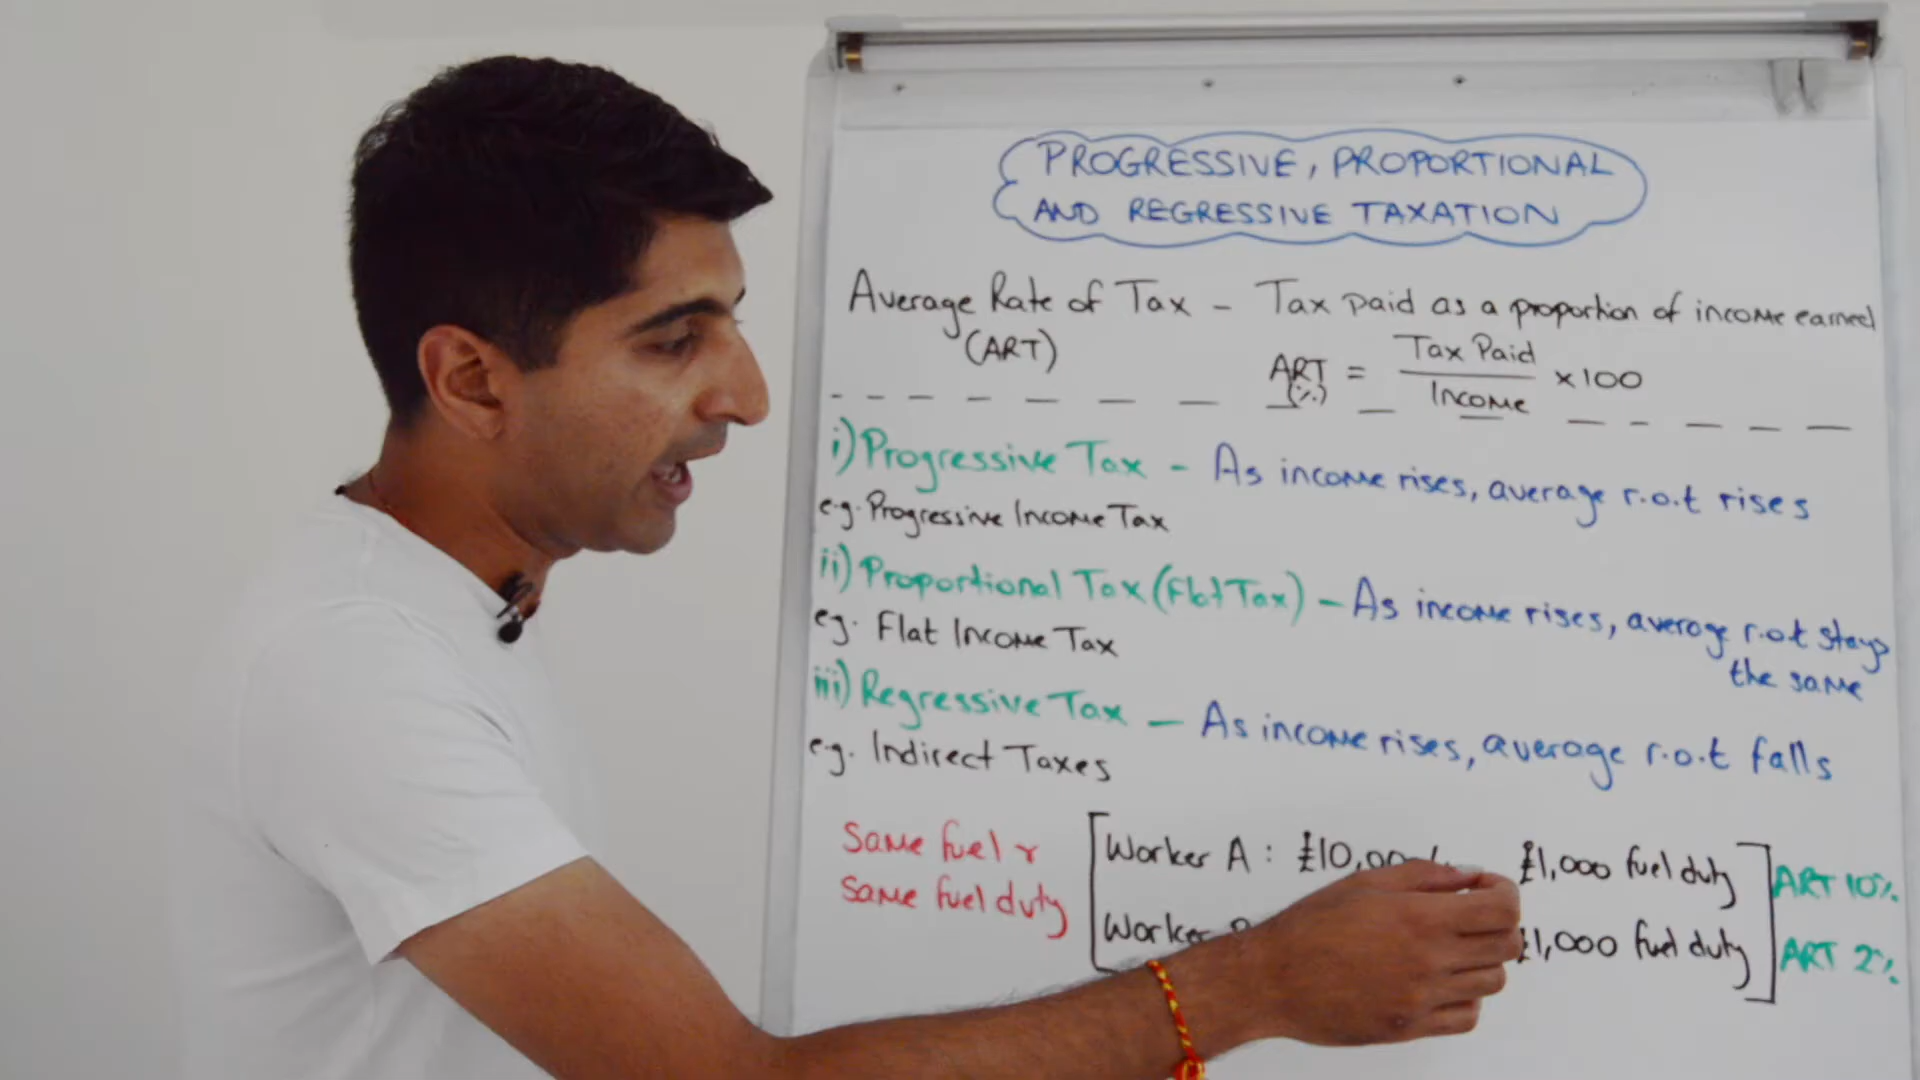 PROGRESSIVE, PROPORTIONAL
AND REGRESSIVE TAXATION
Average Rate of Tax - Tax paid as a proportion of income earned
(ART)
ART (%) = Tax Paid / Income x100
i) Progressive Tax - As income rises, average r.o.t rises
e.g. Progressive Income Tax
ii) Proportional Tax (Flat Tax) - As income rises, average r.o.t stays
the same
eg. Flat Income Tax
iii) Regressive Tax - As income rises, average r.o.t falls
e.g. Indirect Taxes
Same fuel
Same fuel duty
Worker A: £10,00 £1,000 fuel duty ART 10%
Worker £1,000 fuel duty ART 2%